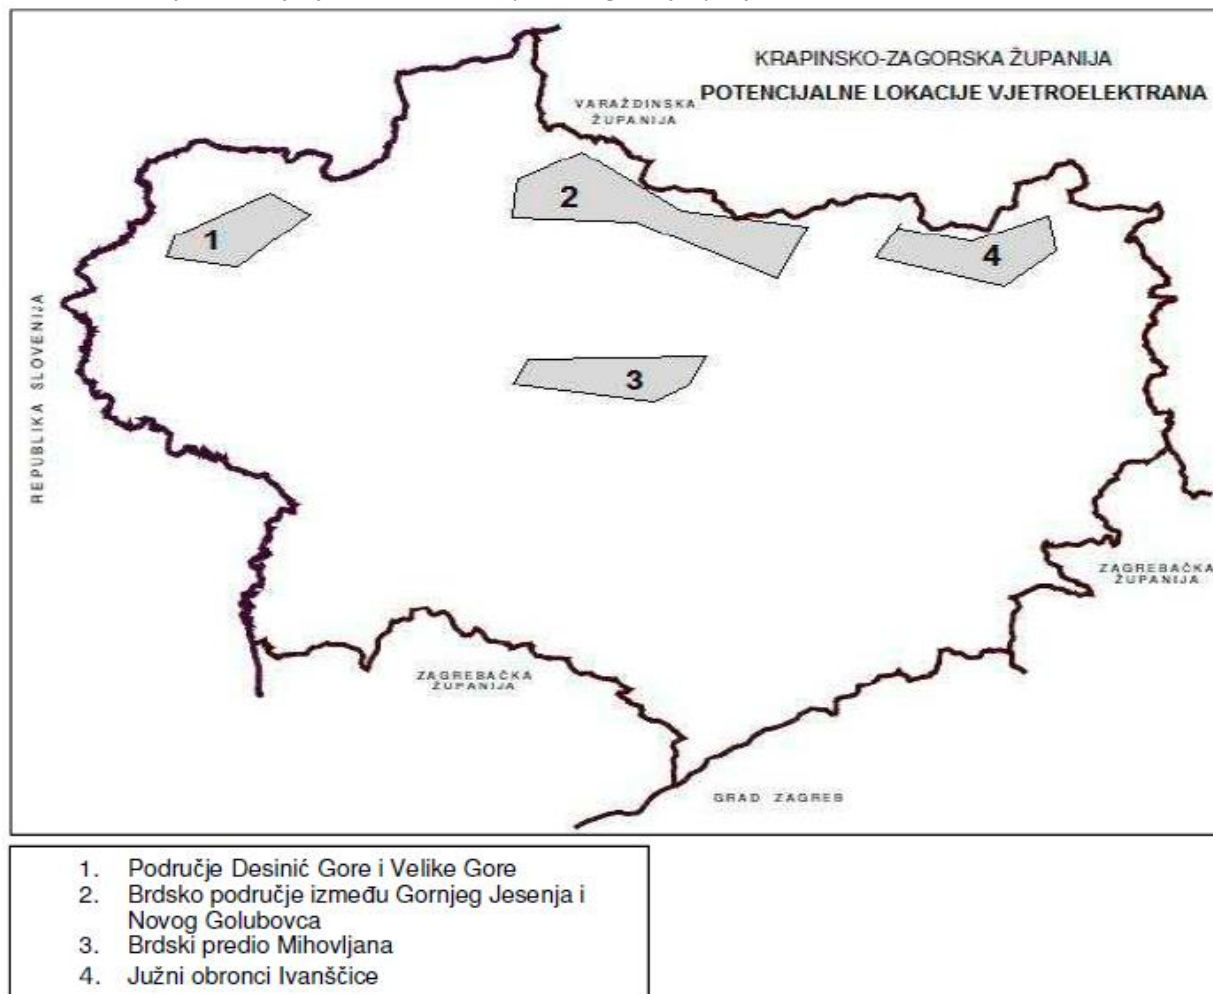 KRAPINSKO-ZAGORSKA ŽUPANIJA
POTENCIJALNE LOKACIJE VJETROELEKTRANA
VARAŽDINSKA
ŽUPANIJA
1
2
3
4
REPUBLIKA SLOVENIJA
ZAGREBAČKA
ŽUPANIJA
ZAGREBAČKA
ŽUPANIJA
GRAD ZAGREB
1. Područje Desinić Gore i Velike Gore
2. Brdsko područje između Gornjeg Jesenja i
Novog Golubovca
3. Brdski predio Mihovljana
4. Južni obronci Ivanščice